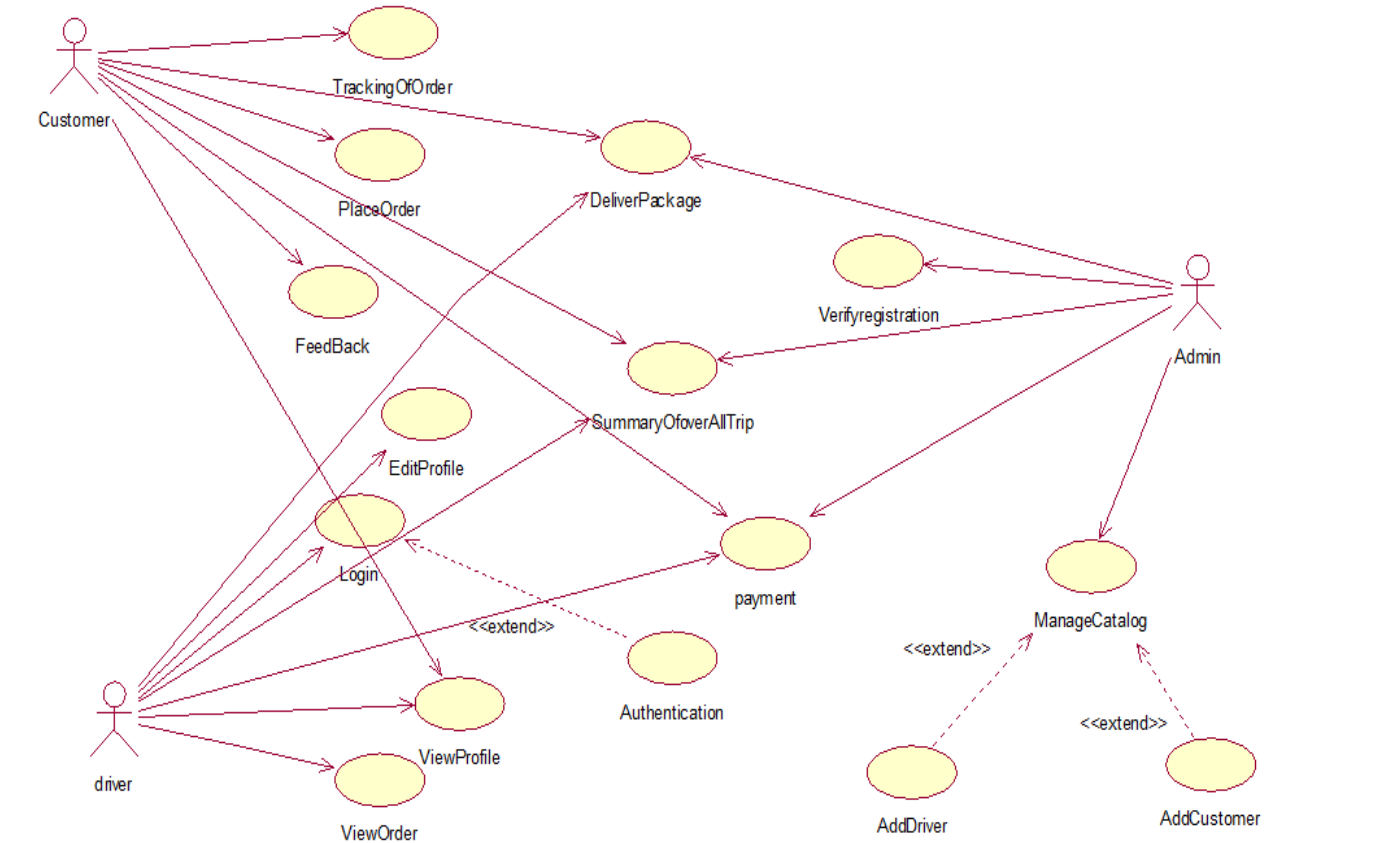 TrackingOfOrder
Customer
PlaceOrder
DeliverPackage
Verifyregistration
FeedBack
Admin
SummaryOfoverAllTrip
EditProfile
Login
payment
<<extend>>
ManageCatalog
<<extend>>
Authentication
<<extend>>
ViewProfile
driver
AddCustomer
AddDriver
ViewOrder